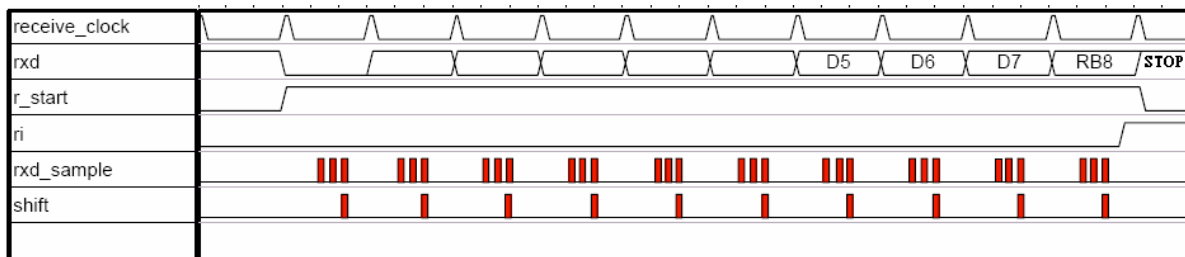 receive_clock
rxd D5 D6 D7 RB8 STOP
r_start
ri
rxd_sample
shift